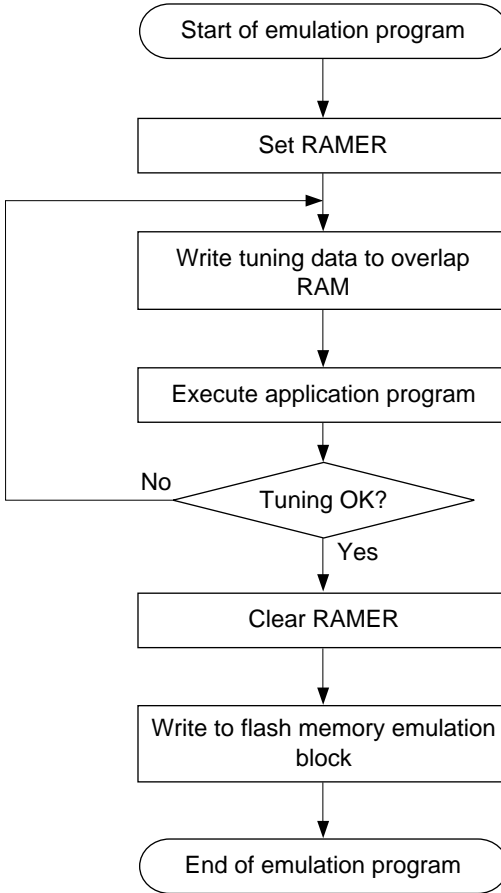 Start of emulation program
Set RAMER
Write tuning data to overlap
RAM
Execute application program
No
Tuning OK?
Yes
Clear RAMER
Write to flash memory emulation
block
End of emulation program